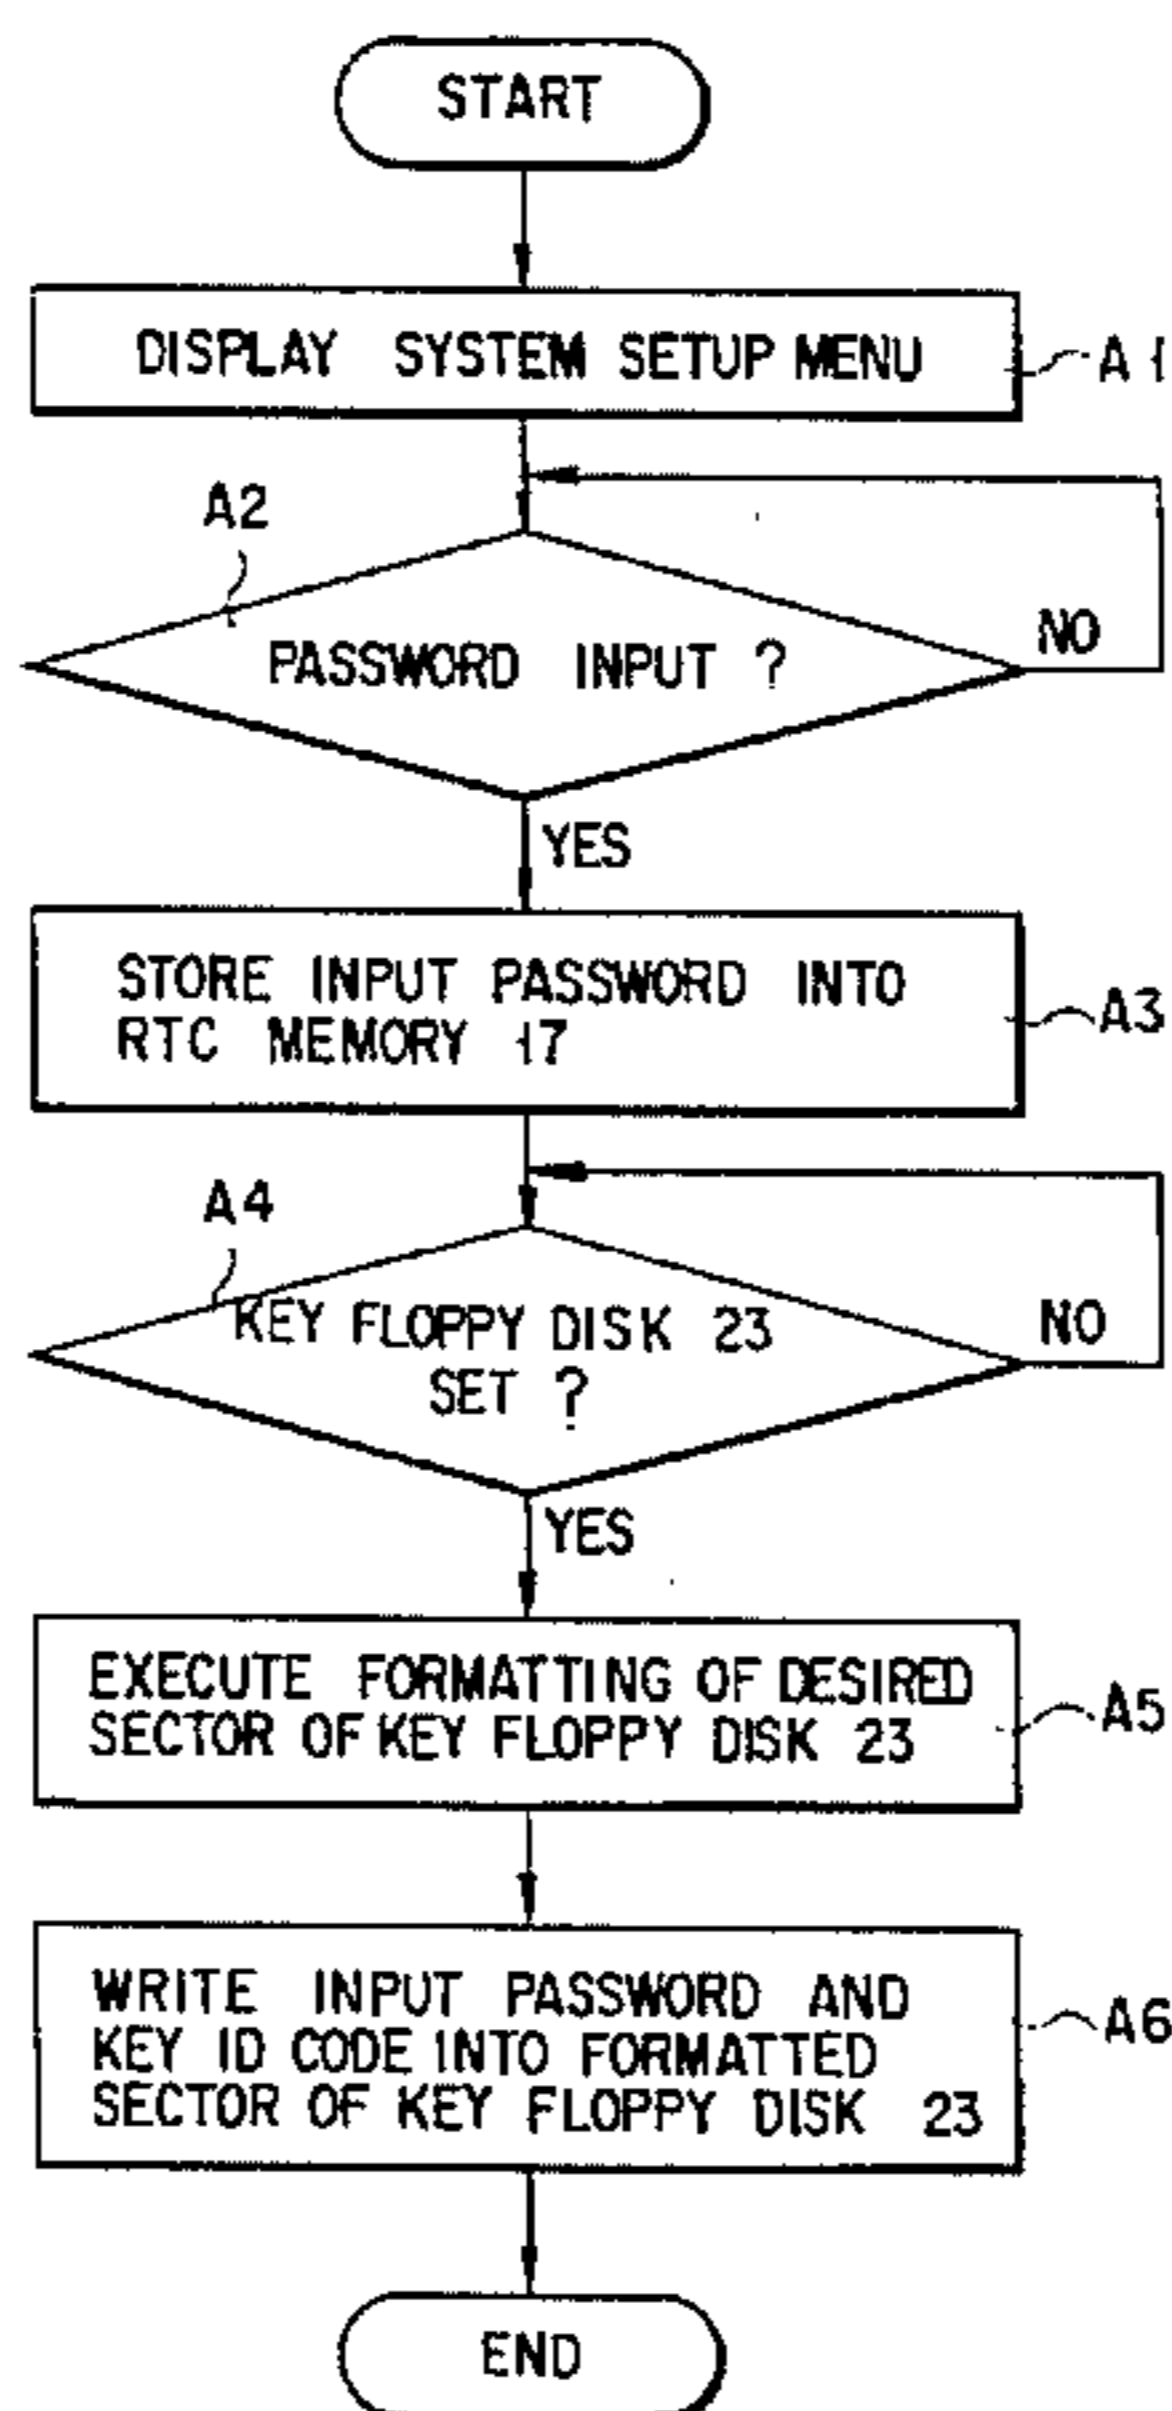 START
DISPLAY SYSTEM SETUP MENU
A1
A2
PASSWORD INPUT ?
NO
YES
STORE INPUT PASSWORD INTO
RTC MEMORY 17
A3
A4
KEY FLOPPY DISK 23
SET ?
NO
YES
EXECUTE FORMATTING OF DESIRED
SECTOR OF KEY FLOPPY DISK 23
A5
WRITE INPUT PASSWORD AND
KEY ID CODE INTO FORMATTED
SECTOR OF KEY FLOPPY DISK 23
A6
END